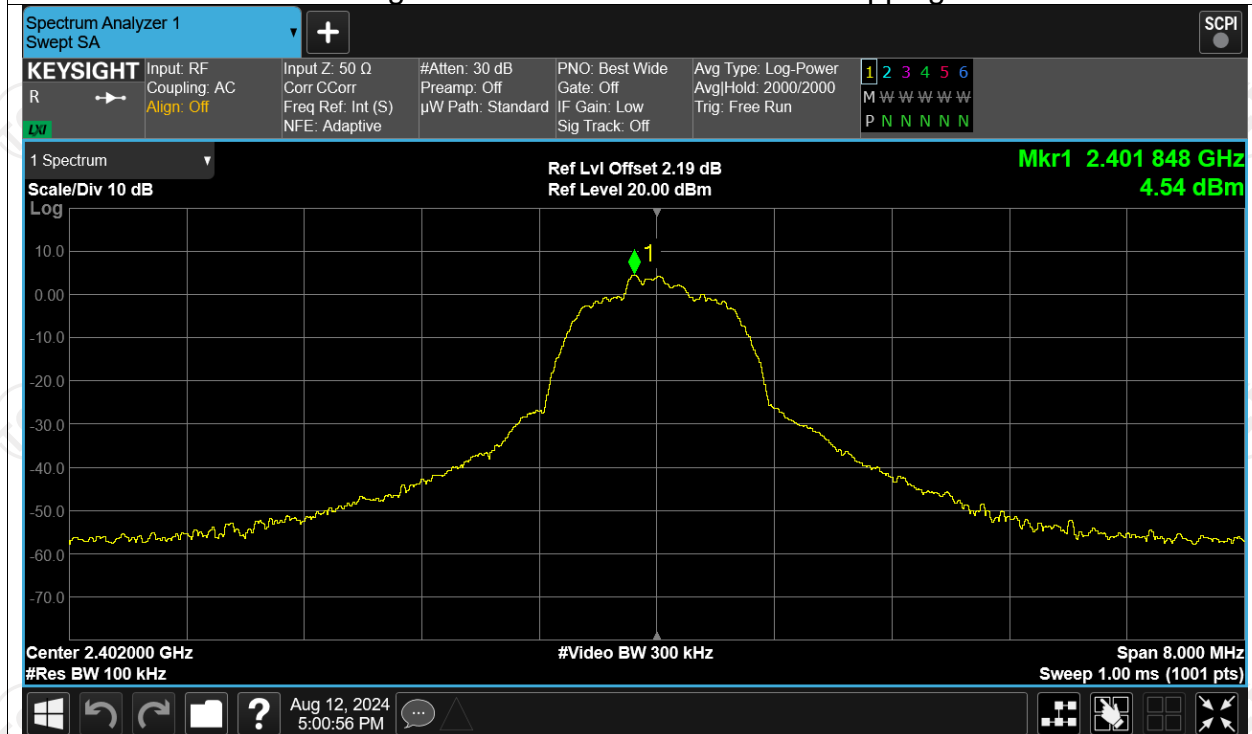 Spectrum Analyzer 1
Swept SA
+
SCPI
KEYSIGHT
R
LXI
Input: RF
Coupling: AC
Align: Off
Input Z: 50 Ω
Corr CCorr
Freq Ref: Int (S)
NFE: Adaptive
#Atten: 30 dB
Preamp: Off
µW Path: Standard
PNO: Best Wide
Gate: Off
IF Gain: Low
Sig Track: Off
Avg Type: Log-Power
Avg|Hold: 2000/2000
Trig: Free Run
1 2 3 4 5 6
M W W W W W
P N N N N N
1 Spectrum
Scale/Div 10 dB
Ref Lvl Offset 2.19 dB
Ref Level 20.00 dBm
Mkr1 2.401 848 GHz
4.54 dBm
Log
10.0
0.00
-10.0
-20.0
-30.0
-40.0
-50.0
-60.0
-70.0
1
Center 2.402000 GHz
#Res BW 100 kHz
#Video BW 300 kHz
Span 8.000 MHz
Sweep 1.00 ms (1001 pts)
?
Aug 12, 2024
5:00:56 PM